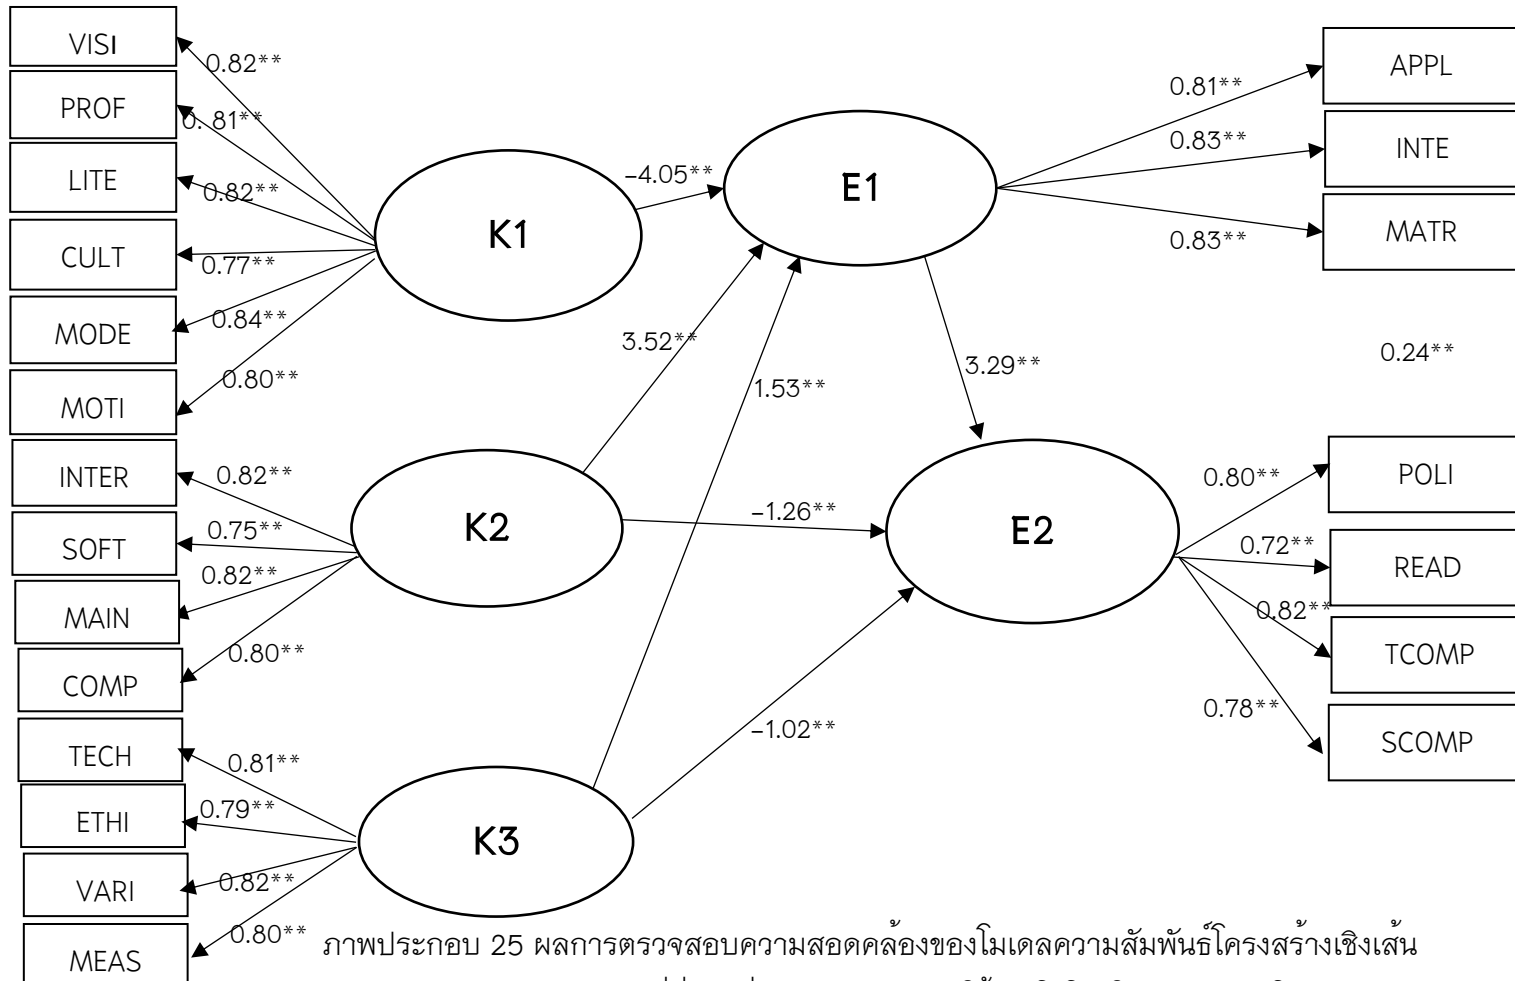 VISI
0.82**
PROF
0.81**
LITE
0.82**
CULT
0.77**
MODE
0.84**
MOTI
0.80**
K1
-4.05**
E1
0.81**
APPL
0.83**
INTE
0.83**
MATR
3.52**
1.53**
3.29**
0.24**
INTER
0.82**
SOFT
0.75**
MAIN
0.82**
COMP
0.80**
K2
-1.26**
E2
0.80**
POLI
0.72**
READ
0.82**
TCOMP
0.78**
SCOMP
-1.02**
TECH
0.81**
ETHI
0.79**
VARI
0.82**
MEAS
0.80**
K3
ภาพประกอบ 25 ผลการตรวจสอบความสอดคล้องของโมเดลความสัมพันธ์โครงสร้างเชิงเส้น